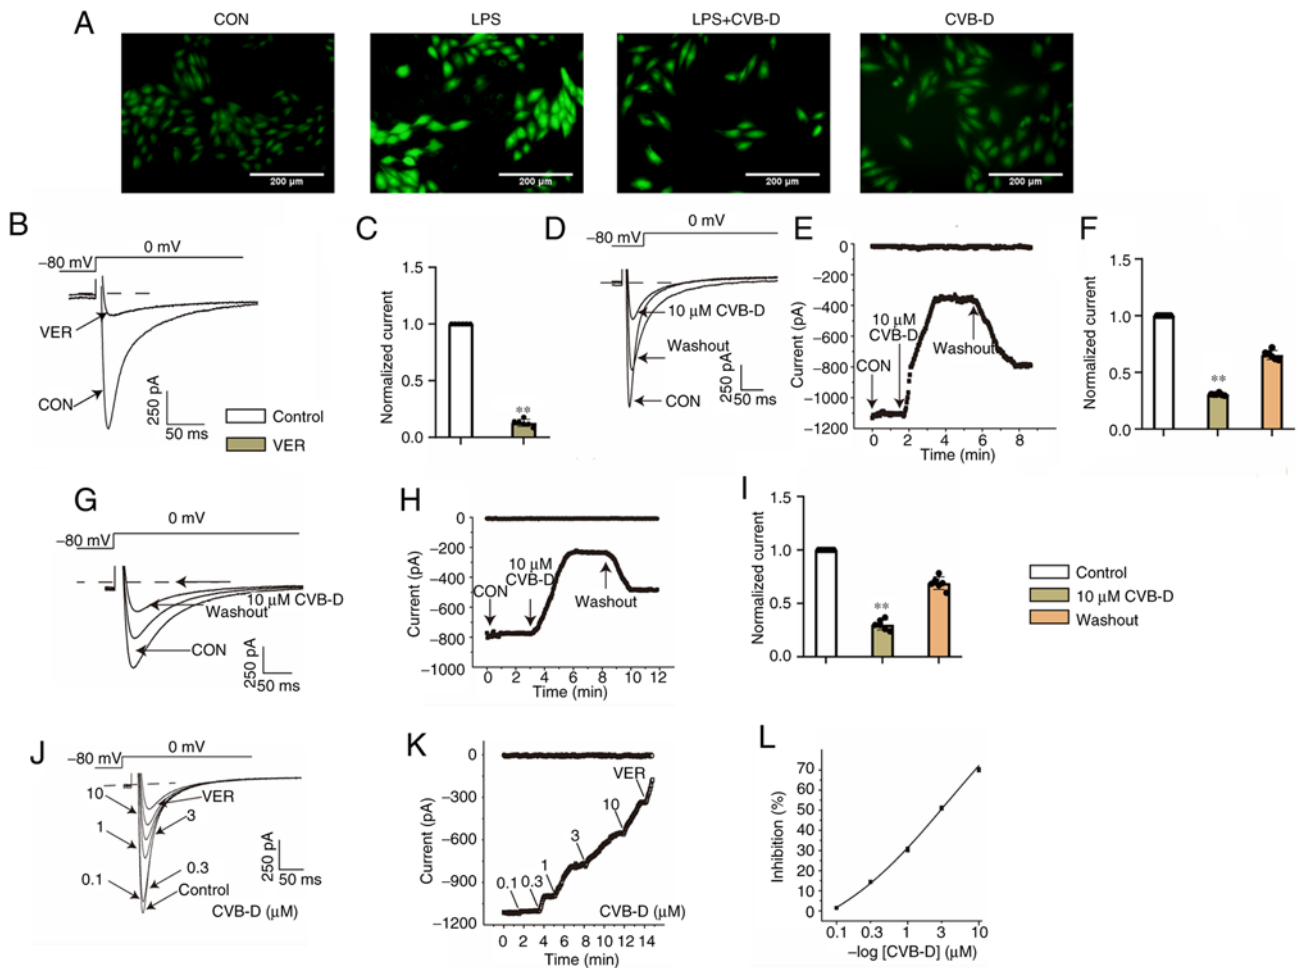 A
CON
LPS
LPS+CVB-D
CVB-D
200 µm
200 µm
200 µm
200 µm
B
0 mV
−80 mV
VER
CON
250 pA
50 ms
Control
VER
C
Normalized current
1.5
1.0
0.5
0.0
**
D
0 mV
−80 mV
10 µM CVB-D
Washout
CON
250 pA
50 ms
E
Current (pA)
0
−200
−400
−600
−800
−1000
−1200
10 µM
CVB-D
CON
Washout
0 2 4 6 8
Time (min)
F
Normalized current
1.5
1.0
0.5
0.0
**
G
0 mV
−80 mV
10 µM CVB-D
Washout
CON
250 pA
50 ms
H
Current (pA)
0
−200
−400
−600
−800
−1000
10 µM
CVB-D
CON
Washout
0 2 4 6 8 10 12
Time (min)
I
Normalized current
1.5
1.0
0.5
0.0
**
Control
10 µM CVB-D
Washout
J
0 mV
−80 mV
10
VER
3
1
0.3
0.1
Control
CVB-D (µM)
250 pA
50 ms
K
Current (pA)
0
−300
−600
−900
−1200
VER
10
3
1
0.1
0.3
CVB-D (µM)
0 2 4 6 8 10 12 14
Time (min)
L
Inhibition (%)
70
60
50
40
30
20
10
0
0.1 0.3 1 3 10
−log [CVB-D] (µM)